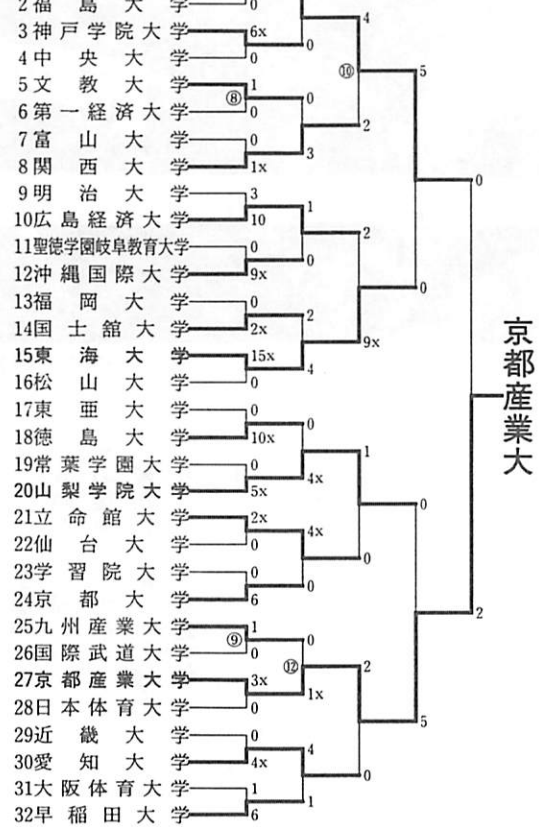 2福島大学 0
4
3神戸学院大学 6x
0
4中央大学 0
⑩ 5
5文教大学 1
⑧ 0
6第一経済大学 0
2
7富山大学 0
3
8関西大学 1x
0
9明治大学 3
1
10広島経済大学 10
2
11聖徳学園岐阜教育大学 0
0
12沖縄国際大学 9x
0
13福岡大学 0
2
14国士舘大学 2x
9x
15東海大学 15x
4
16松山大学 0
京都産業大
17東亜大学 0
0
18徳島大学 10x
1
19常葉学園大学 0
4x
20山梨学院大学 5x
0
21立命館大学 2x
4x
22仙台大学 0
0
23学習院大学 0
0
24京都大学 6
2
25九州産業大学 1
⑨ 0
26国際武道大学 0
⑫ 2
27京都産業大学 3x
1x
28日本体育大学 0
5
29近畿大学 0
4
30愛知大学 4x
0
31大阪体育大学 1
1
32早稲田大学 6